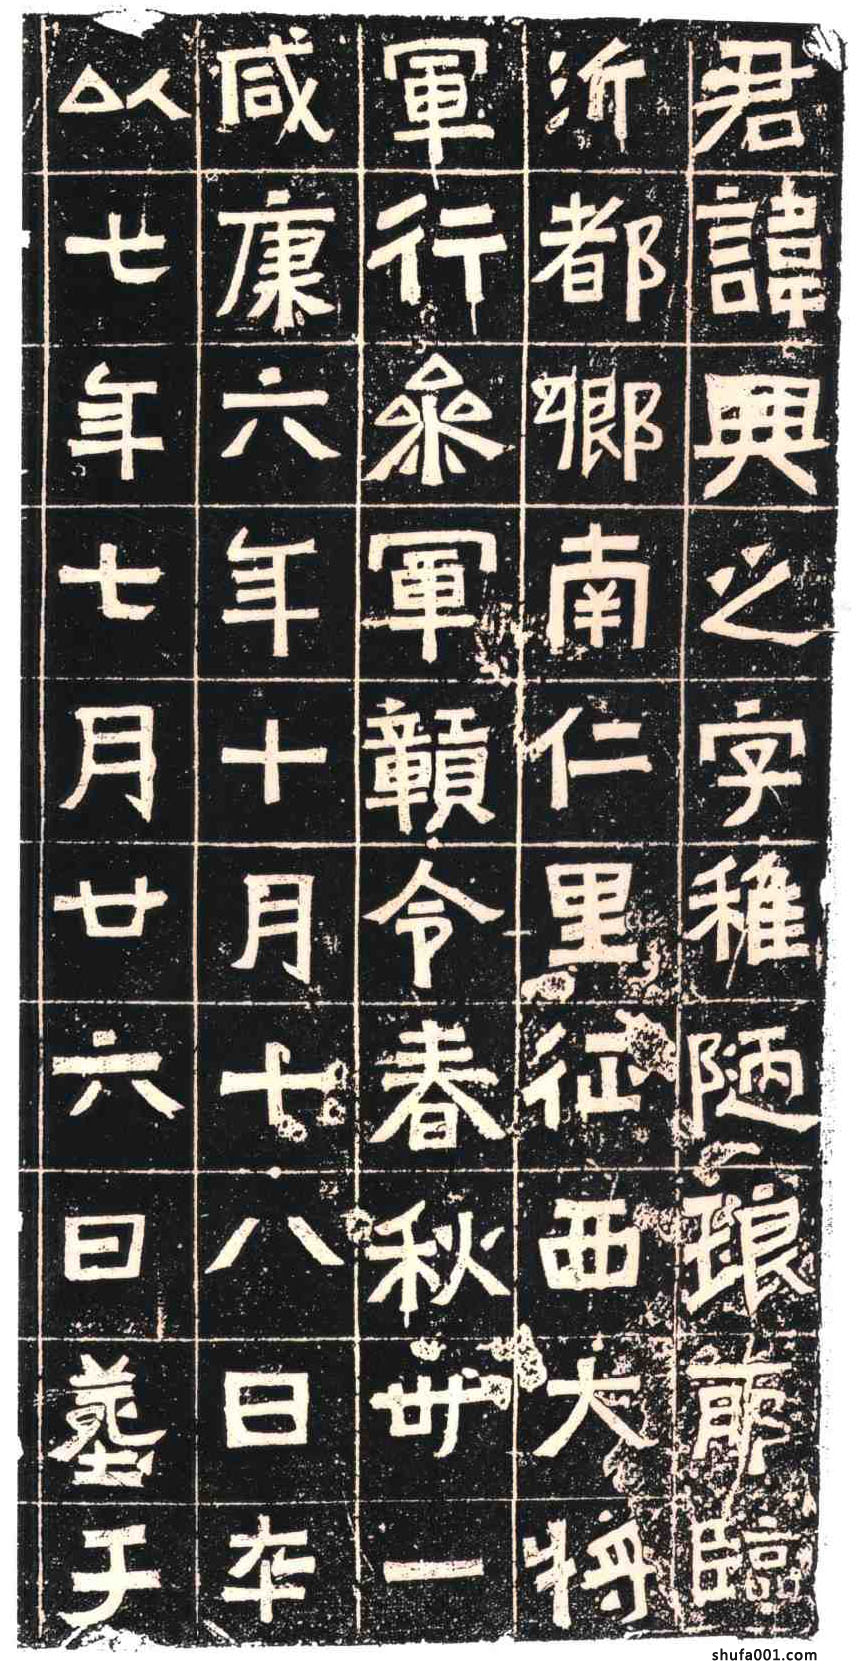 君諱興之字稚陋琅耶臨
沂都鄉南仁里征西大將
軍行參軍贛令春秋卅一
咸康六年十月十八日卒
以七年七月廿六日葬于
shufa001.com